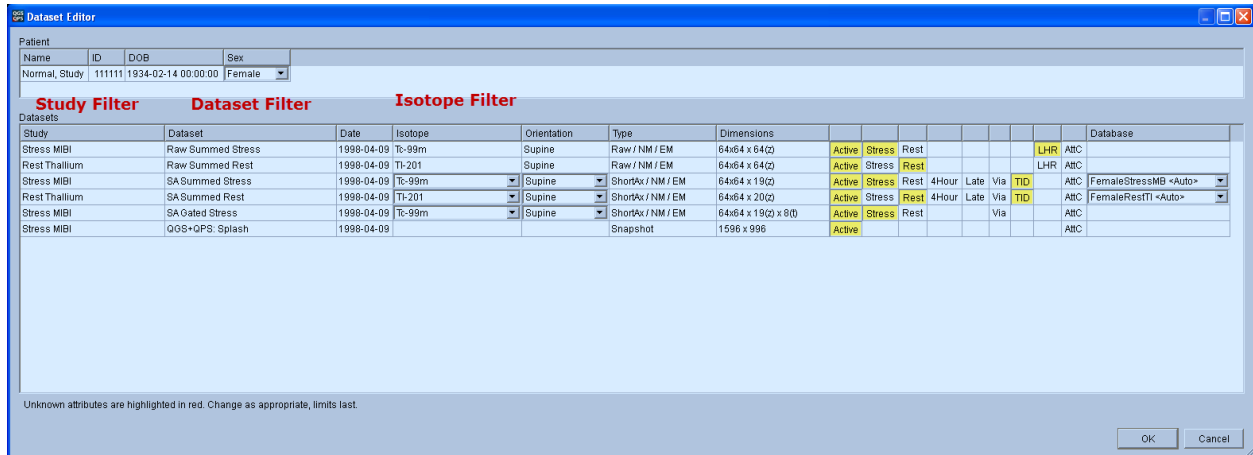 QGS QPS Dataset Editor
Patient
Name ID DOB Sex
Normal, Study 111111 1934-02-14 00:00:00 Female
Study Filter Dataset Filter Isotope Filter
Datasets
Study Dataset Date Isotope Orientation Type Dimensions Database
Stress MIBI Raw Summed Stress 1998-04-09 Tc-99m Supine Raw / NM / EM 64x64 x 64(z) Active Stress Rest LHR AttC
Rest Thallium Raw Summed Rest 1998-04-09 Tl-201 Supine Raw / NM / EM 64x64 x 64(z) Active Stress Rest LHR AttC
Stress MIBI SA Summed Stress 1998-04-09 Tc-99m Supine ShortAx / NM / EM 64x64 x 19(z) Active Stress Rest 4Hour Late Via TID AttC FemaleStressMB <Auto>
Rest Thallium SA Summed Rest 1998-04-09 Tl-201 Supine ShortAx / NM / EM 64x64 x 20(z) Active Stress Rest 4Hour Late Via TID AttC FemaleRestTl <Auto>
Stress MIBI SA Gated Stress 1998-04-09 Tc-99m Supine ShortAx / NM / EM 64x64 x 19(z) x 8(t) Active Stress Rest Via AttC
Stress MIBI QGS+QPS: Splash 1998-04-09 Snapshot 1596 x 996 Active AttC
Unknown attributes are highlighted in red. Change as appropriate, limits last.
OK Cancel